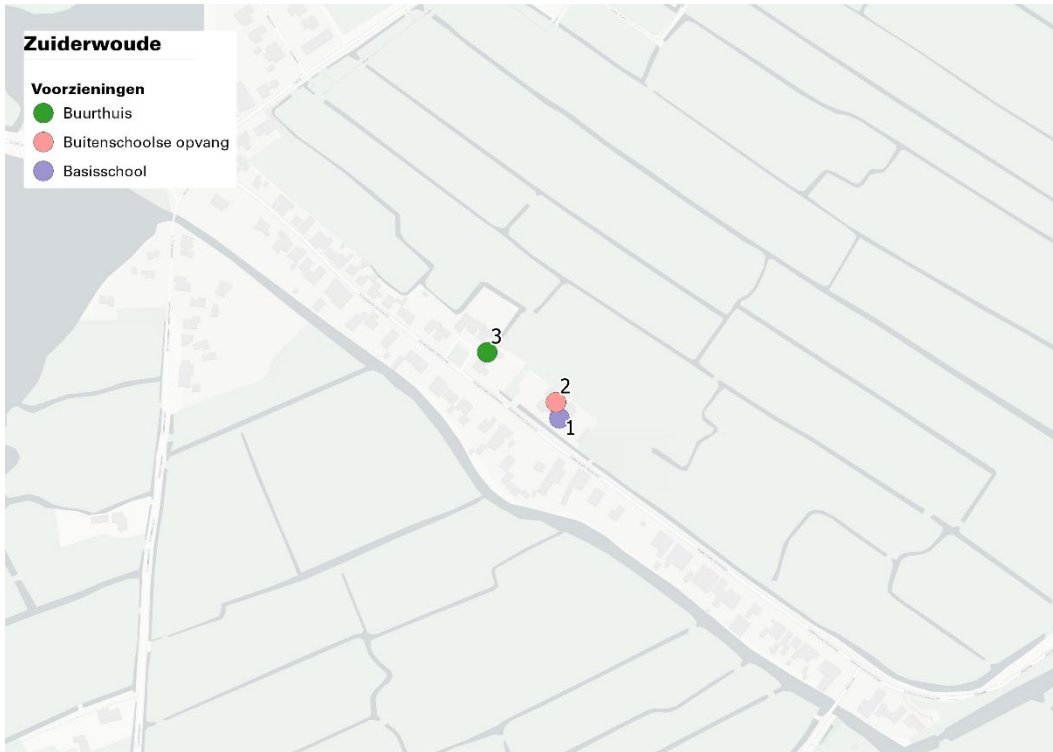 Zuiderwoude
Voorzieningen
Buurthuis
Buitenschoolse opvang
Basisschool
3
2
1